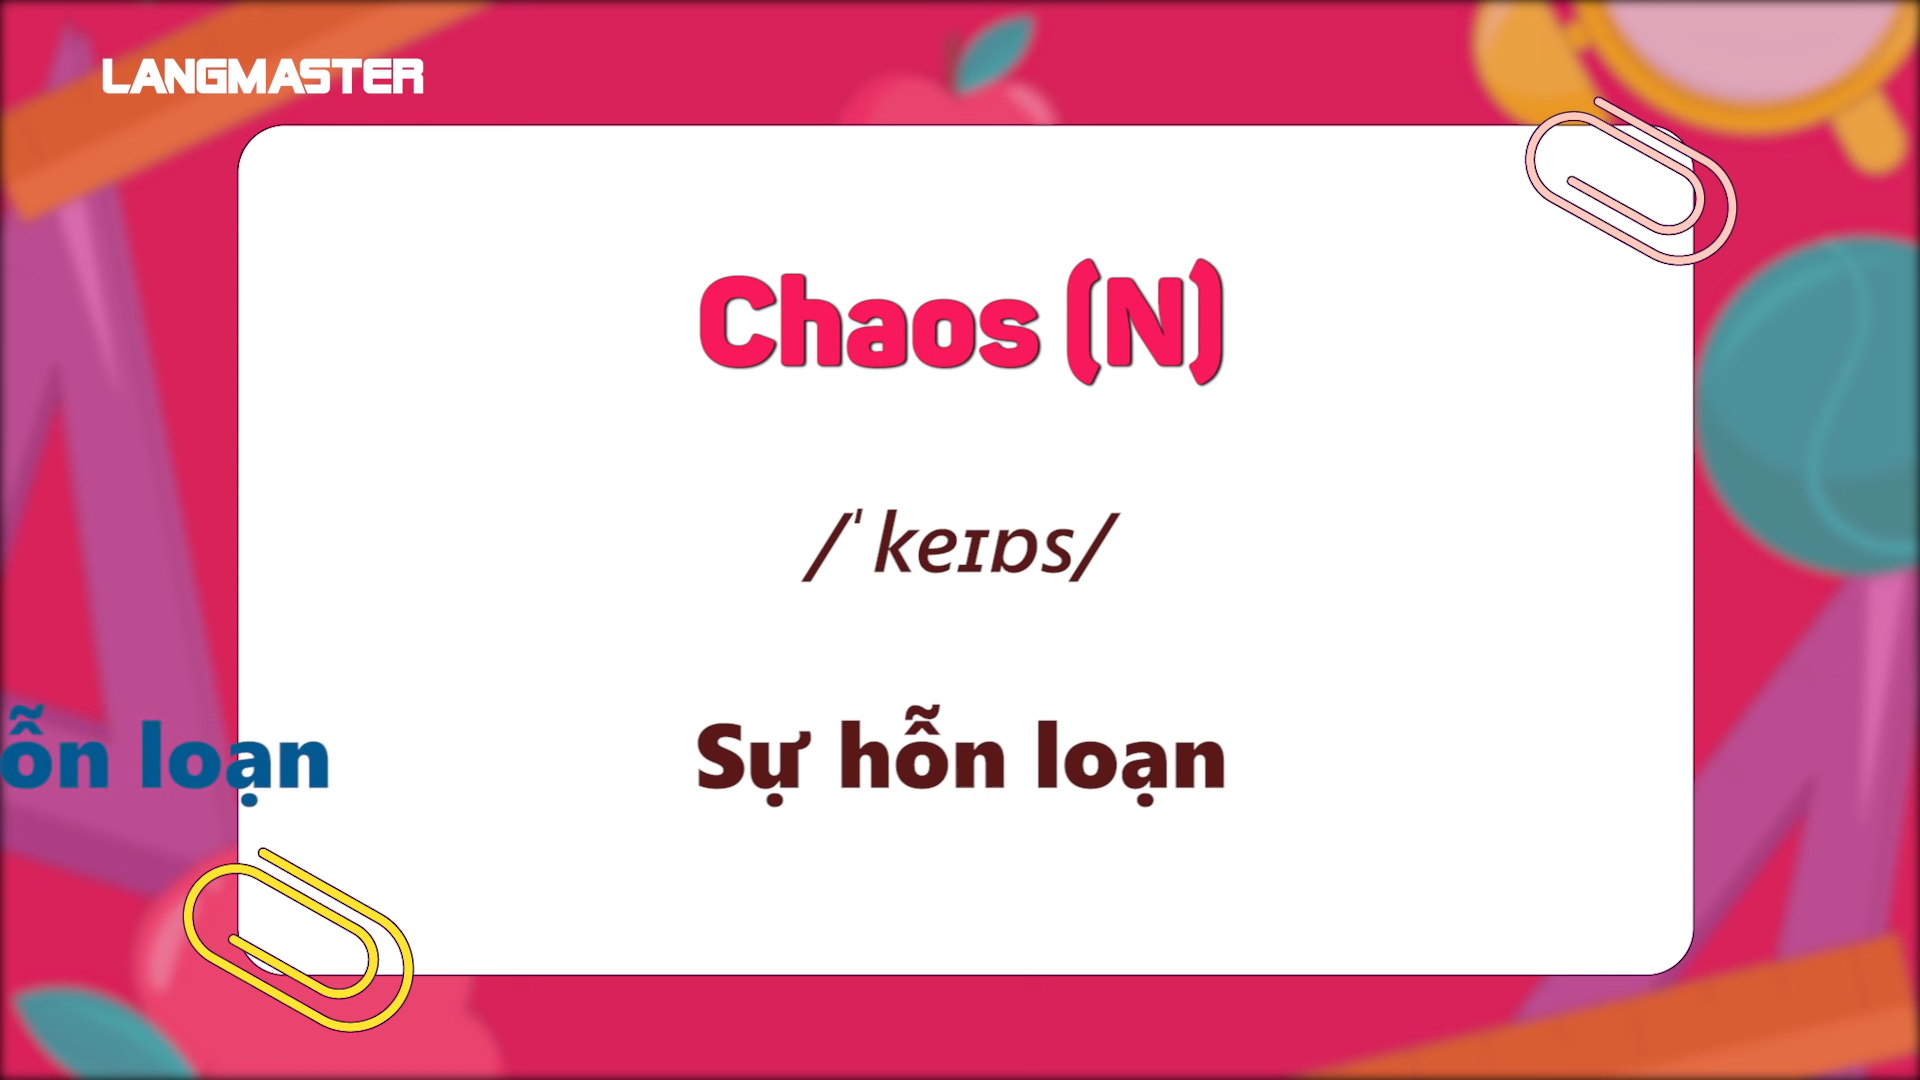 LANGMASTER
Chaos (N)
/ˈkeɪɒs/
ỗn loạn
Sự hỗn loạn